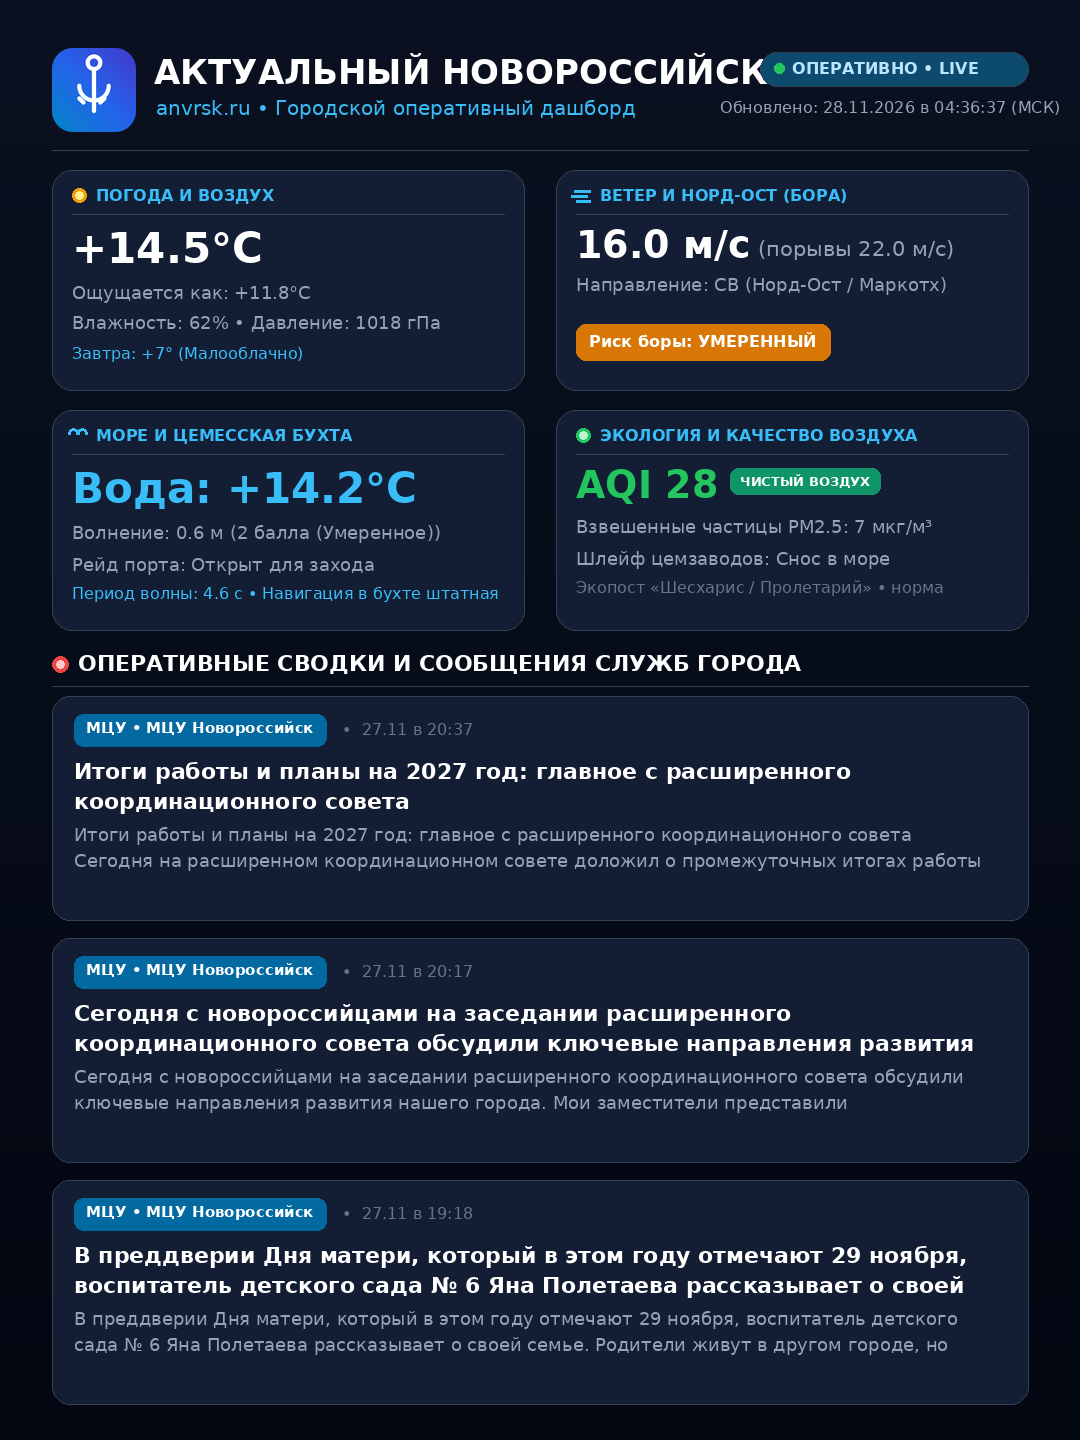 АКТУАЛЬНЫЙ НОВОРОССИЙСК
ОПЕРАТИВНО • LIVE
anvrsk.ru • Городской оперативный дашборд
Обновлено: 28.11.2026 в 04:36:37 (МСК)
ПОГОДА И ВОЗДУХ
+14.5°C
Ощущается как: +11.8°C
Влажность: 62% • Давление: 1018 гПа
Завтра: +7° (Малооблачно)
ВЕТЕР И НОРД-ОСТ (БОРА)
16.0 м/с (порывы 22.0 м/с)
Направление: СВ (Норд-Ост / Маркотх)
Риск боры: УМЕРЕННЫЙ
МОРЕ И ЦЕМЕССКАЯ БУХТА
Вода: +14.2°C
Волнение: 0.6 м (2 балла (Умеренное))
Рейд порта: Открыт для захода
Период волны: 4.6 с • Навигация в бухте штатная
ЭКОЛОГИЯ И КАЧЕСТВО ВОЗДУХА
AQI 28 ЧИСТЫЙ ВОЗДУХ
Взвешенные частицы PM2.5: 7 мкг/м³
Шлейф цемзаводов: Снос в море
Экопост «Шесхарис / Пролетарий» • норма
ОПЕРАТИВНЫЕ СВОДКИ И СООБЩЕНИЯ СЛУЖБ ГОРОДА
МЦУ • МЦУ Новороссийск • 27.11 в 20:37
Итоги работы и планы на 2027 год: главное с расширенного
координационного совета
Итоги работы и планы на 2027 год: главное с расширенного координационного совета
Сегодня на расширенном координационном совете доложил о промежуточных итогах работы
МЦУ • МЦУ Новороссийск • 27.11 в 20:17
Сегодня с новороссийцами на заседании расширенного
координационного совета обсудили ключевые направления развития
Сегодня с новороссийцами на заседании расширенного координационного совета обсудили
ключевые направления развития нашего города. Мои заместители представили
МЦУ • МЦУ Новороссийск • 27.11 в 19:18
В преддверии Дня матери, который в этом году отмечают 29 ноября,
воспитатель детского сада № 6 Яна Полетаева рассказывает о своей
В преддверии Дня матери, который в этом году отмечают 29 ноября, воспитатель детского
сада № 6 Яна Полетаева рассказывает о своей семье. Родители живут в другом городе, но